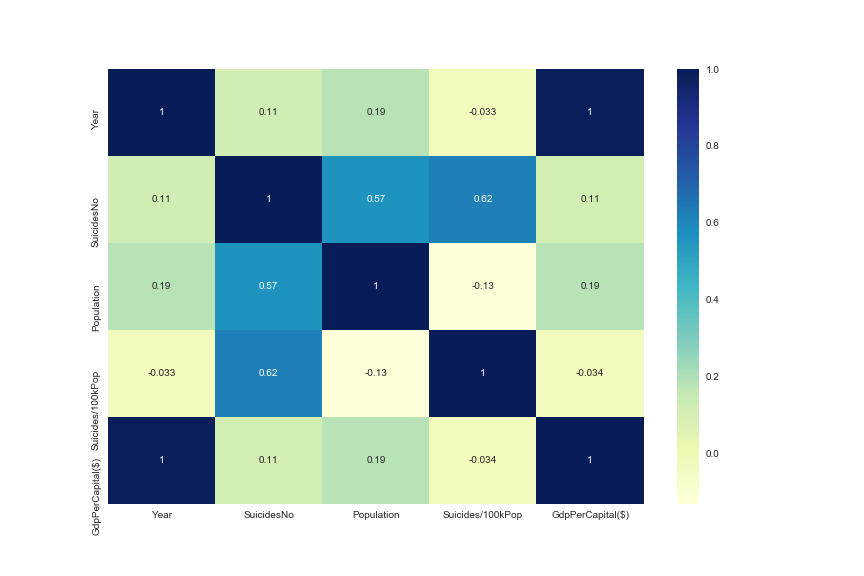 Year 1 0.11 0.19 -0.033 1
SuicidesNo 0.11 1 0.57 0.62 0.11
Population 0.19 0.57 1 -0.13 0.19
Suicides/100kPop -0.033 0.62 -0.13 1 -0.034
GdpPerCapital($) 1 0.11 0.19 -0.034 1
Year SuicidesNo Population Suicides/100kPop GdpPerCapital($)
1.0
0.8
0.6
0.4
0.2
0.0